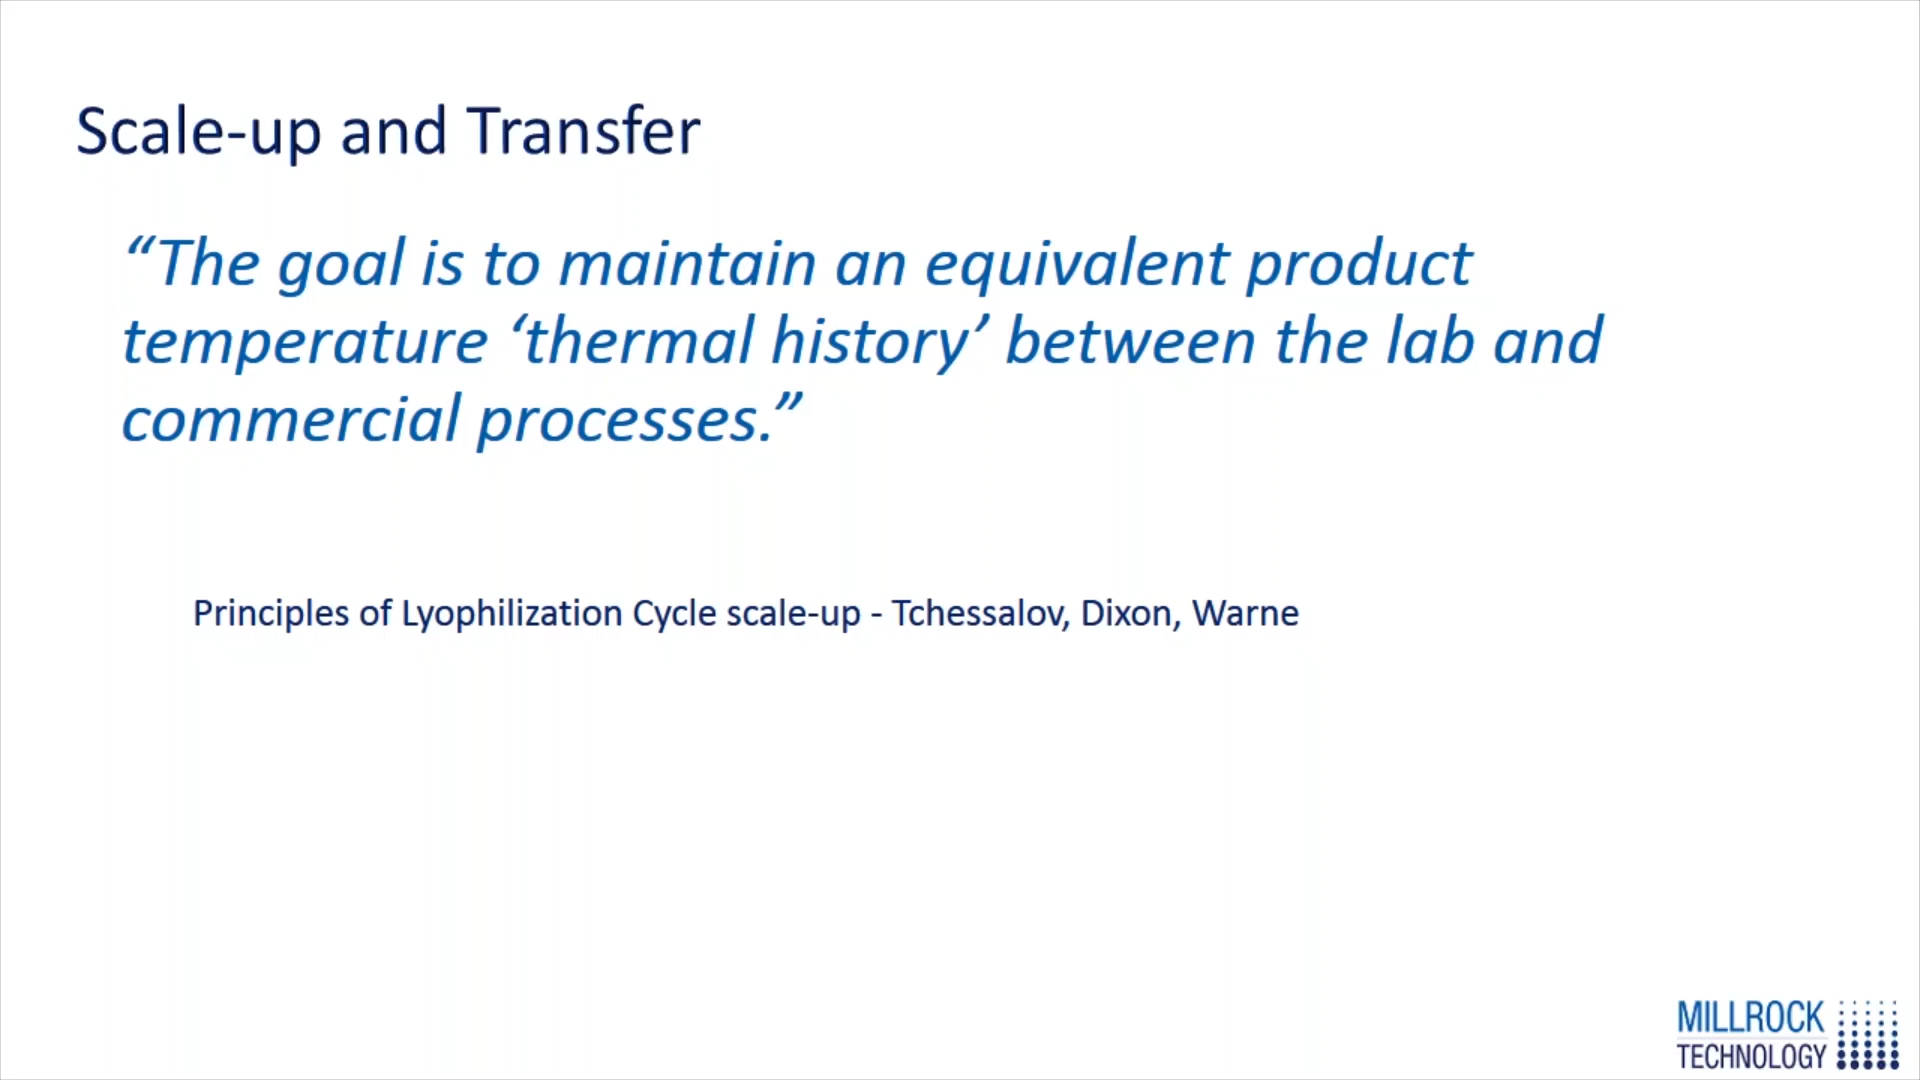 Scale-up and Transfer
“The goal is to maintain an equivalent product
temperature ‘thermal history’ between the lab and
commercial processes.”
Principles of Lyophilization Cycle scale-up - Tchessalov, Dixon, Warne
MILLROCK
TECHNOLOGY